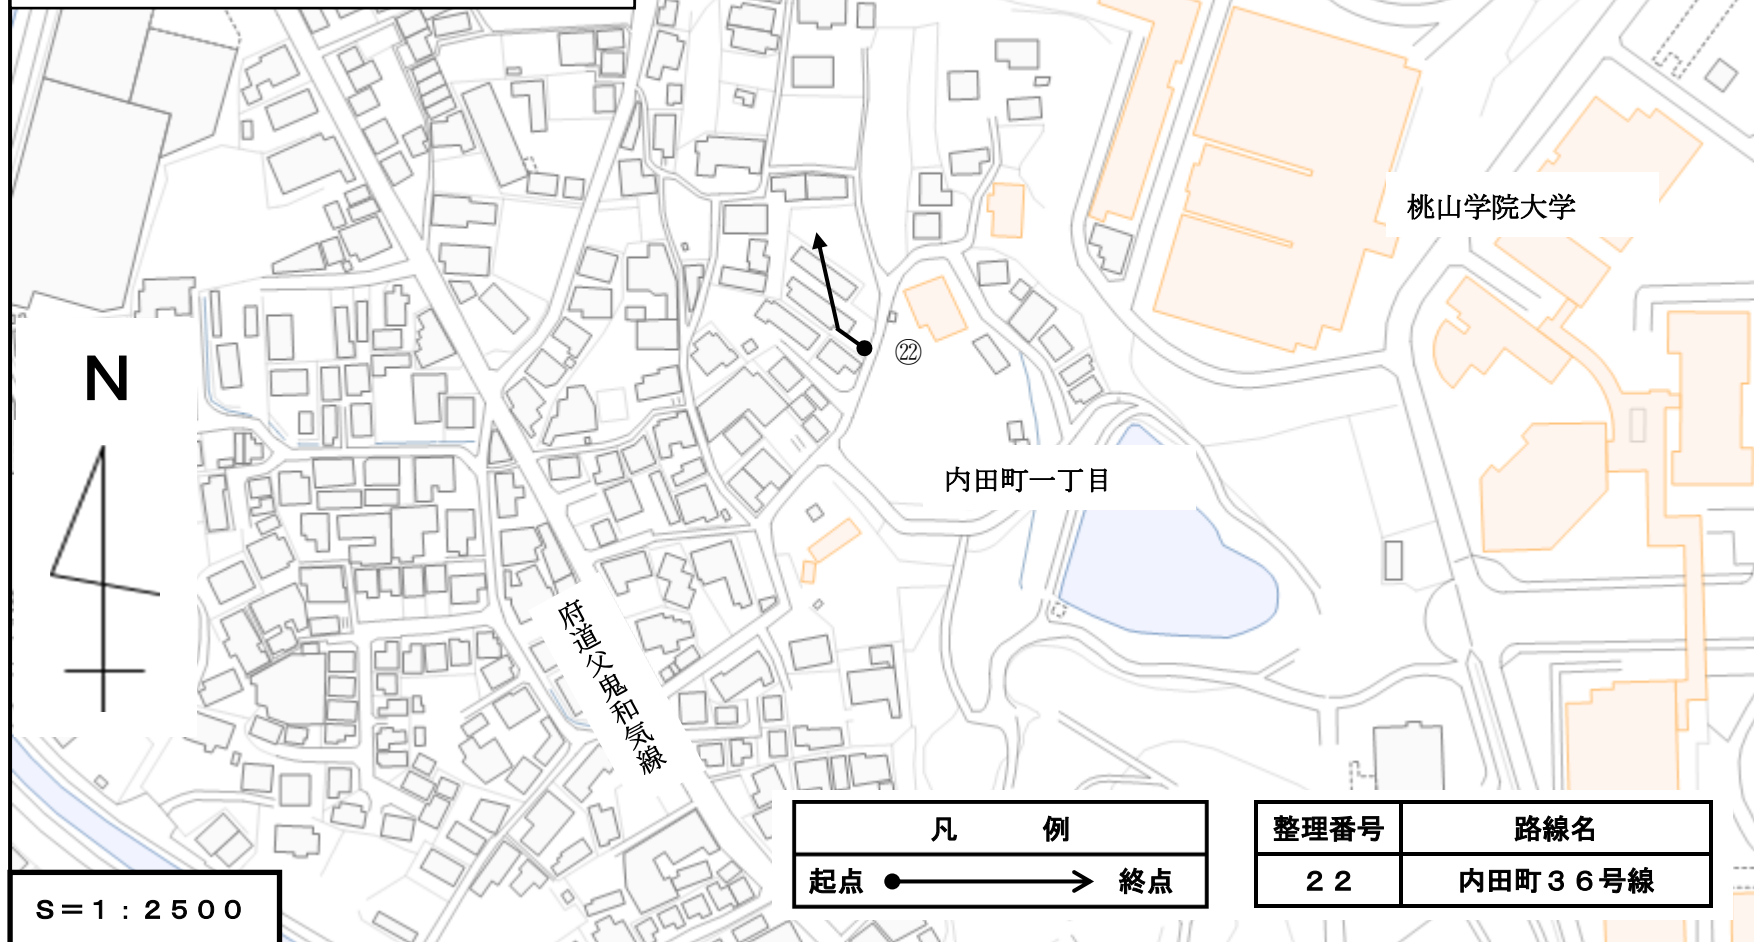 桃山学院大学
N
㉒
内田町一丁目
府道父鬼和気線
凡　例
起点　終点
整理番号　路線名
２２　内田町３６号線
Ｓ＝１：２５００